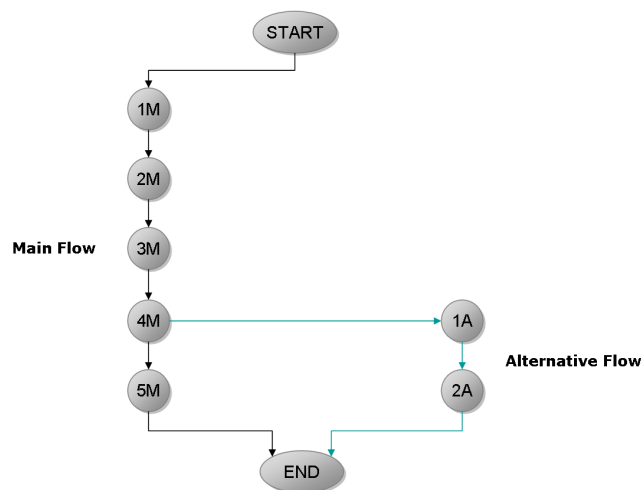 START
1M
2M
3M
Main Flow
4M
1A
Alternative Flow
5M
2A
END